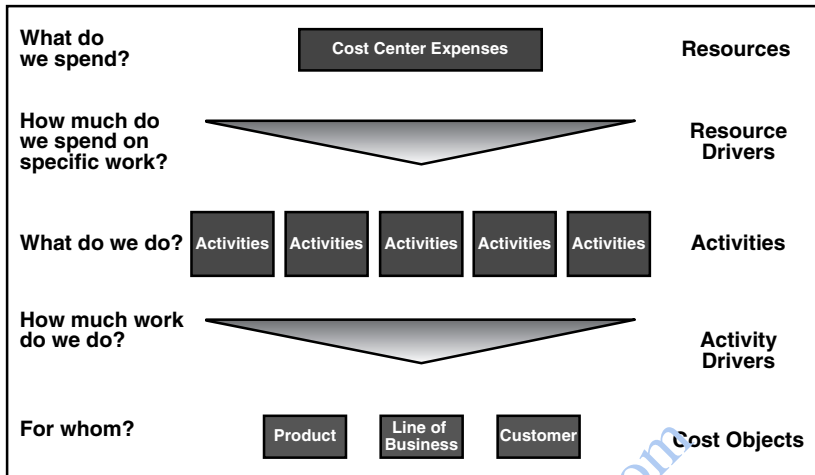 What do
we spend?
Cost Center Expenses
Resources
How much do
we spend on
specific work?
Resource
Drivers
What do we do?
Activities
Activities
Activities
Activities
Activities
Activities
How much work
do we do?
Activity
Drivers
For whom?
Product
Line of
Business
Customer
Cost Objects
om